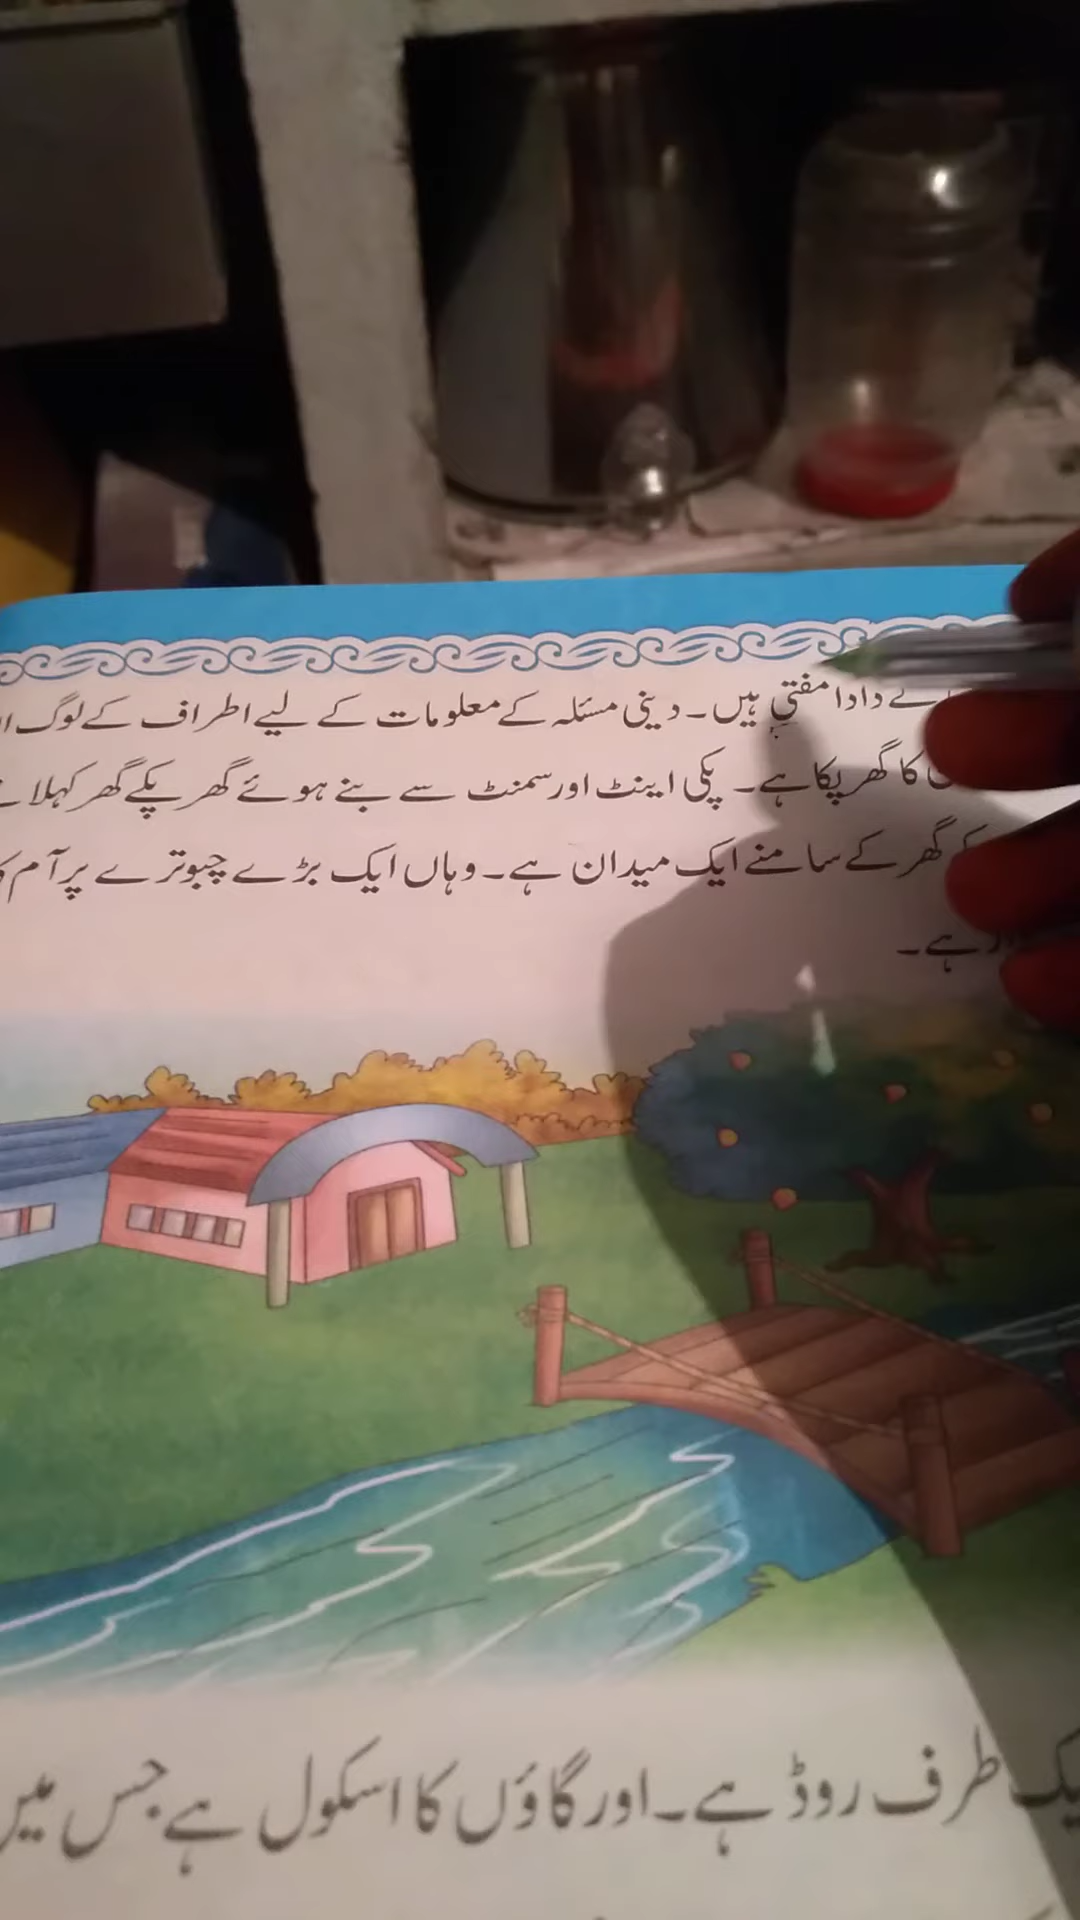 دادا مفتی ہیں۔ دینی مسئلہ کے معلومات کے لیے اطراف کے لوگ
کا گھر پکا ہے۔ پکی اینٹ اور سمنٹ سے بنے ہوئے گھر پکے گھر کہلاتے
گھر کے سامنے ایک میدان ہے۔ وہاں ایک بڑے چبوترے پر آم
ہے۔
طرف روڈ ہے۔ اور گاؤں کا اسکول ہے جس میں